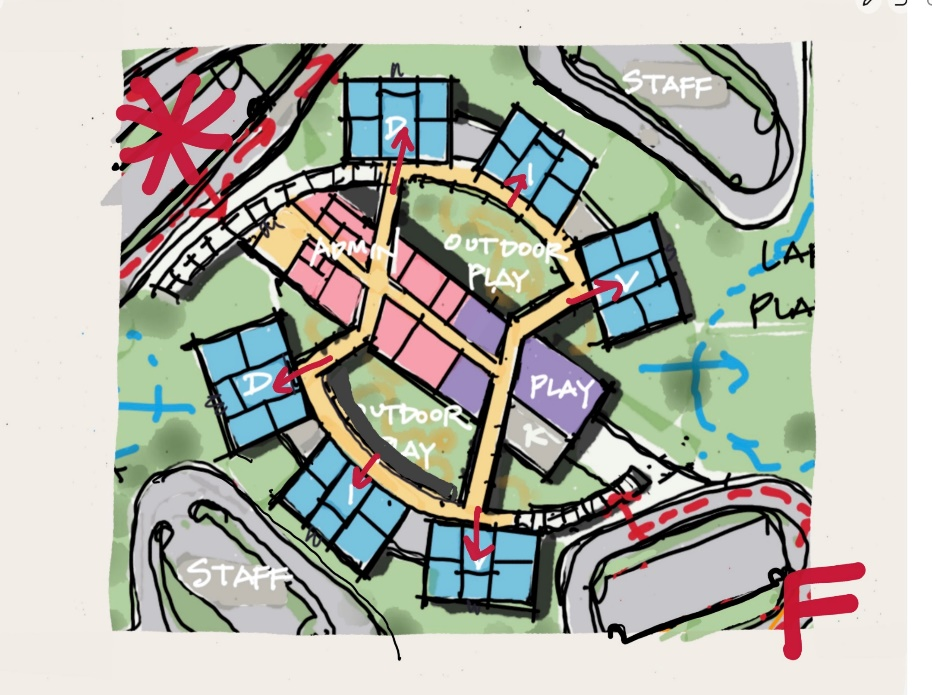 STAFF
D
I
ADMIN
OUTDOOR
PLAY
V
D
PLAY
K
OUTDOOR
I
STAFF
F